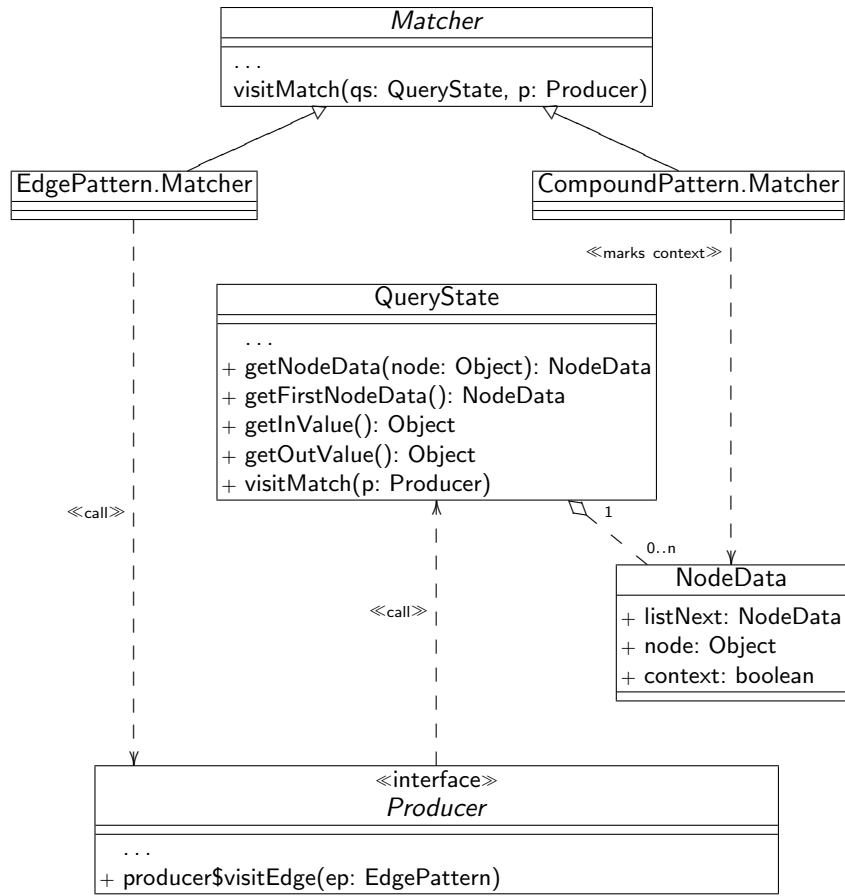 Matcher
. . .
visitMatch(qs: QueryState, p: Producer)
EdgePattern.Matcher
CompoundPattern.Matcher
≪marks context≫
QueryState
. . .
+ getNodeData(node: Object): NodeData
+ getFirstNodeData(): NodeData
+ getInValue(): Object
+ getOutValue(): Object
+ visitMatch(p: Producer)
≪call≫
1
0..n
NodeData
+ listNext: NodeData
+ node: Object
+ context: boolean
≪call≫
≪interface≫
Producer
. . .
+ producer$visitEdge(ep: EdgePattern)